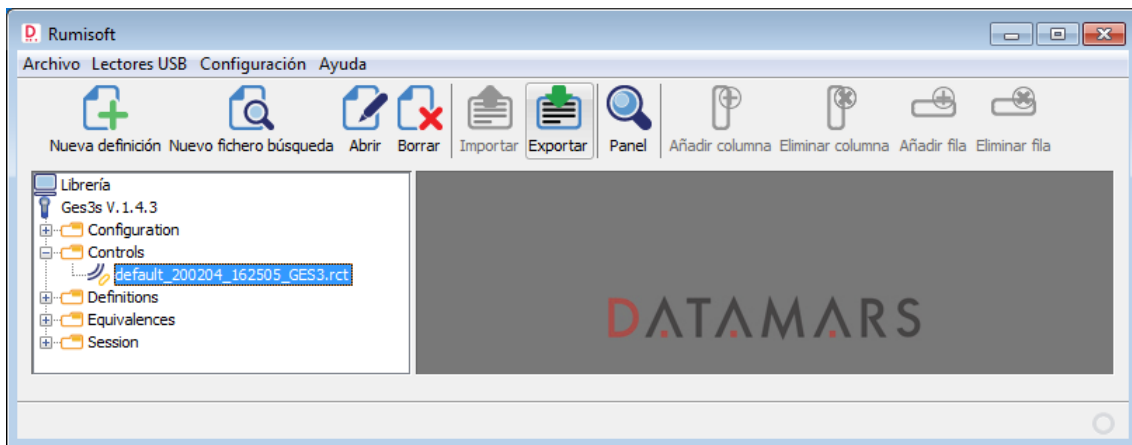 Rumisoft
Archivo Lectores USB Configuración Ayuda
Nueva definición Nuevo fichero búsqueda Abrir Borrar Importar Exportar Panel Añadir columna Eliminar columna Añadir fila Eliminar fila
Librería
Ges3s V.1.4.3
Configuration
Controls
default_200204_162505_GES3.rct
Definitions
Equivalences
Session
DATAMARS